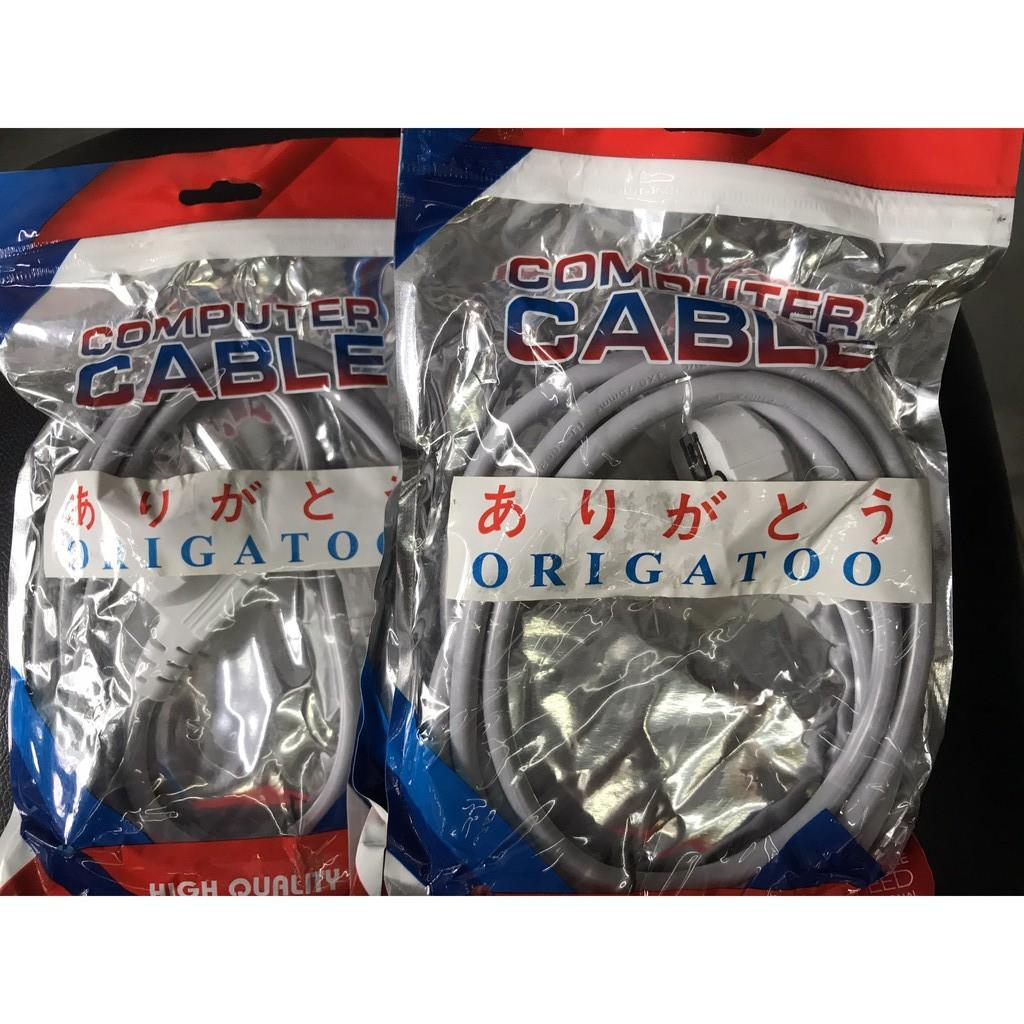 COMPUTER
CABLE
ありがとう
ORIGATOO
HIGH QUALITY
COMPUTER
CABLE
ありがとう
ORIGATOO